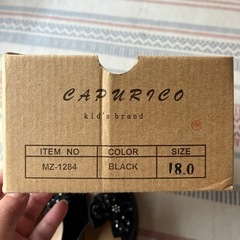 CAPURICO
kid's brand
ITEM NO COLOR SIZE
MZ-1284 BLACK 18.0